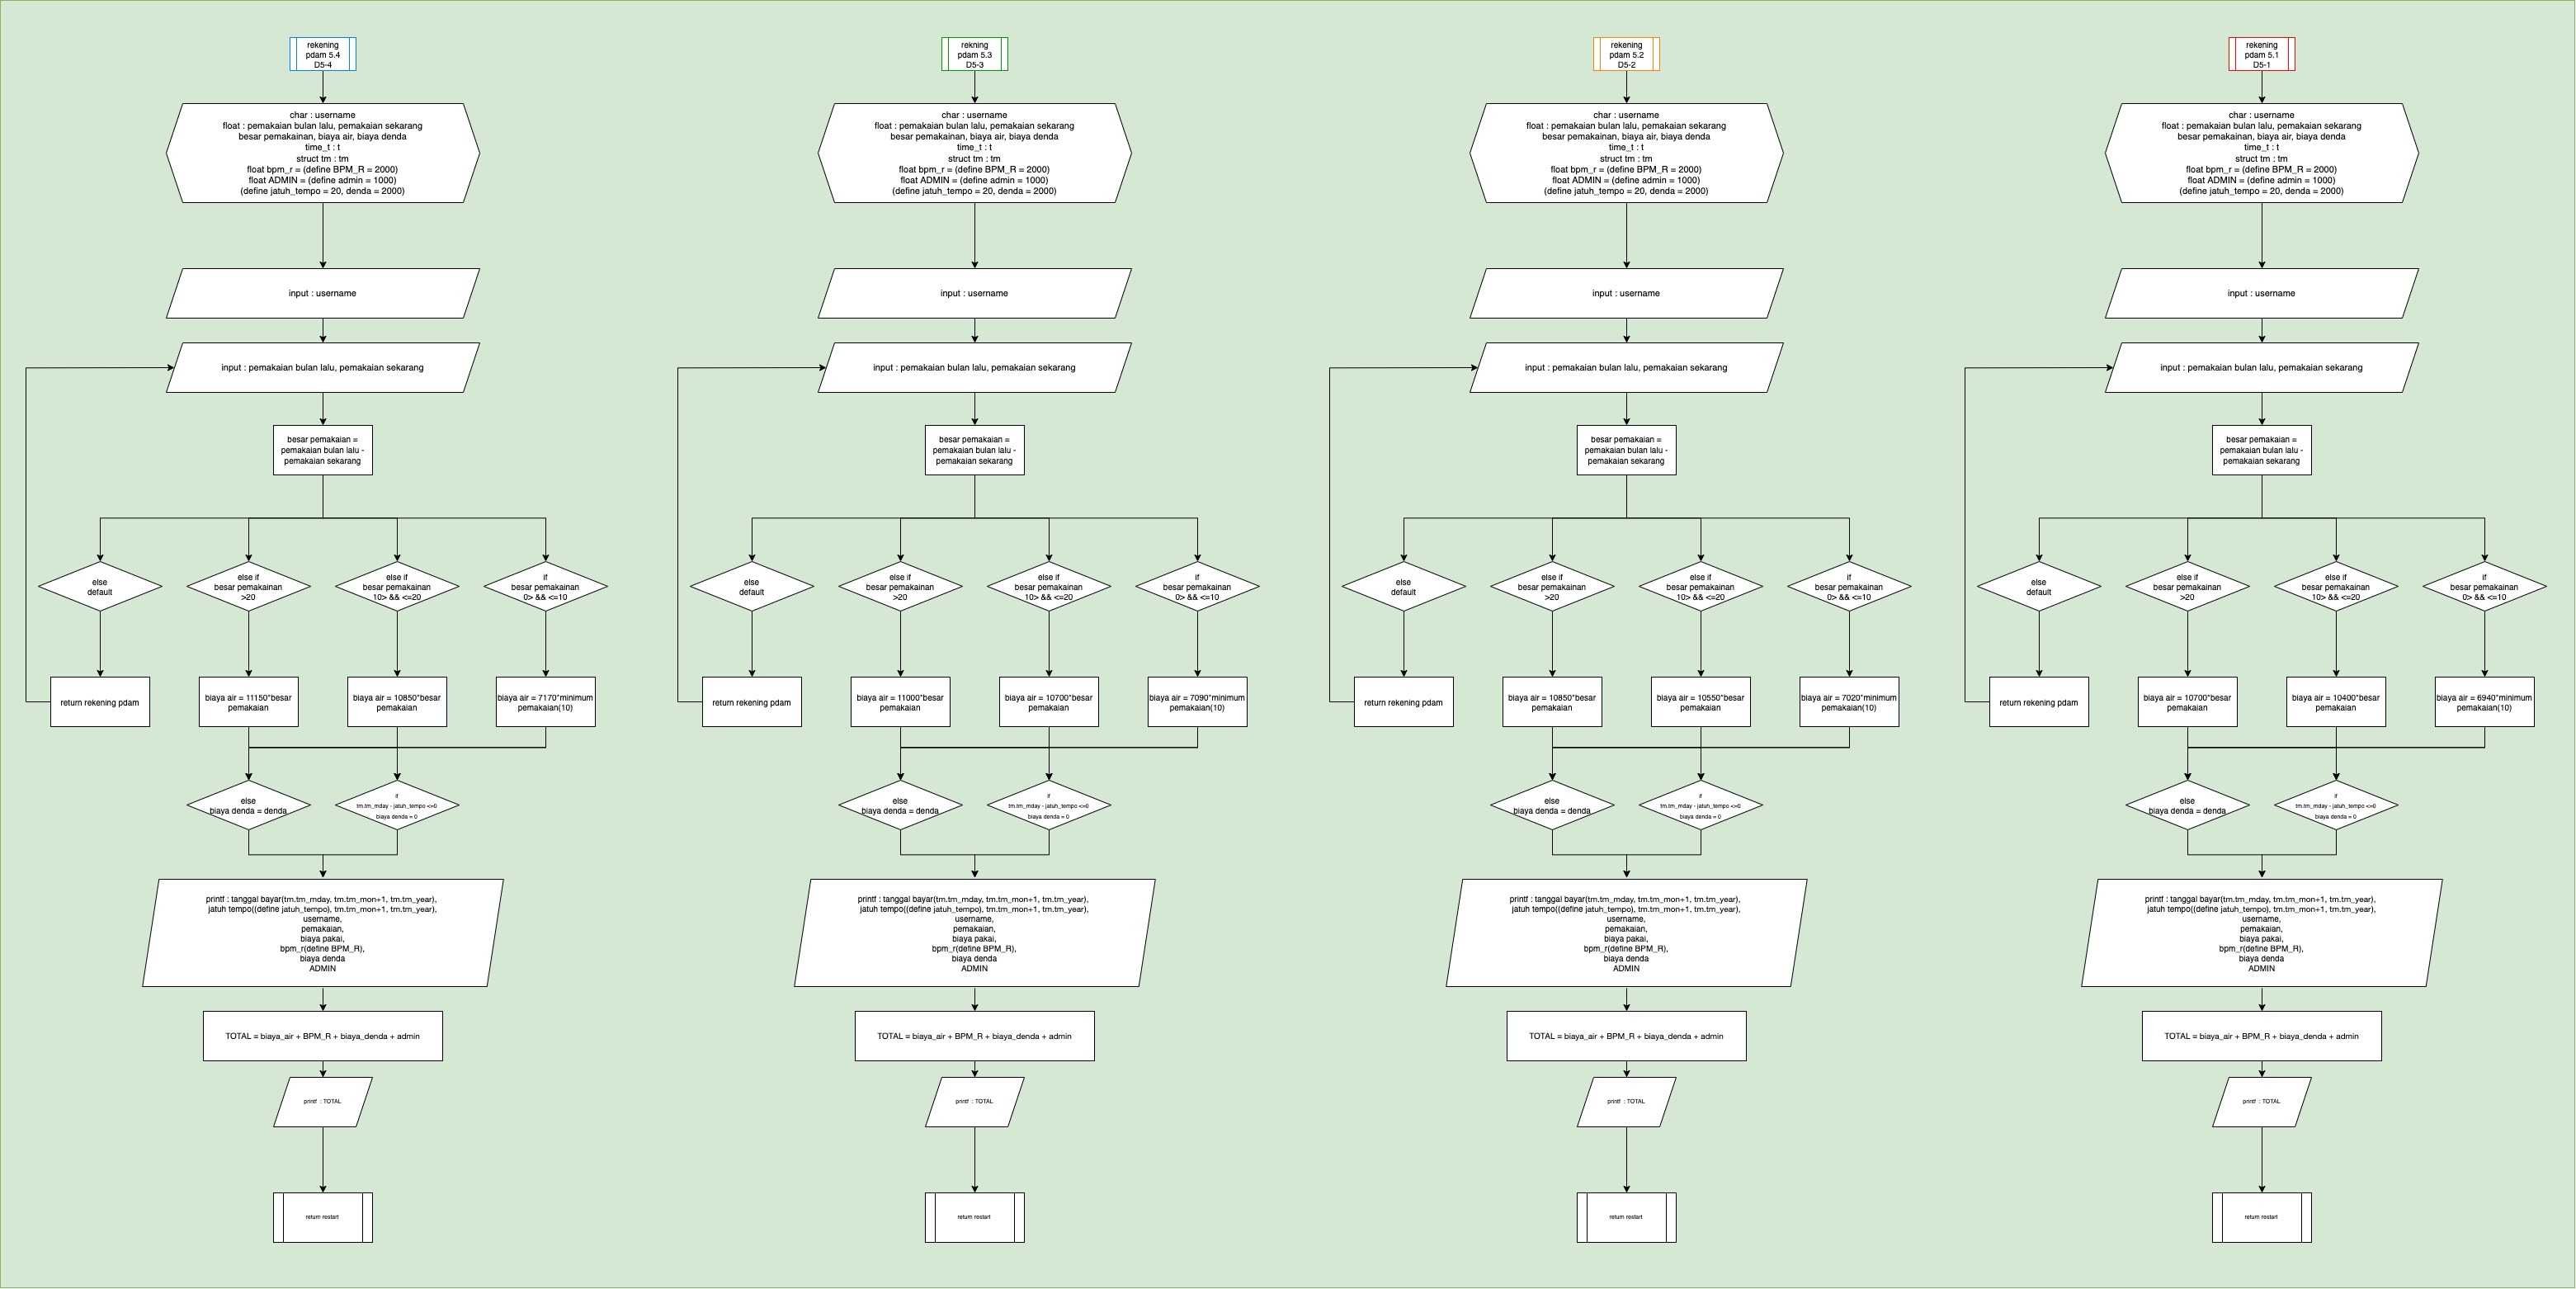 rekening
pdam 5.4
D5-4
char : username
float : pemakaian bulan lalu, pemakaian sekarang
besar pemakainan, biaya air, biaya denda
time_t : t
struct tm : tm
float bpm_r = (define BPM_R = 2000)
float ADMIN = (define admin = 1000)
(define jatuh_tempo = 20, denda = 2000)
input : username
input : pemakaian bulan lalu, pemakaian sekarang
besar pemakaian =
pemakaian bulan lalu -
pemakaian sekarang
else
default
else if
besar pemakainan
>20
else if
besar pemakainan
10> && <=20
if
besar pemakainan
0> && <=10
return rekening pdam
biaya air = 11150*besar
pemakaian
biaya air = 10850*besar
pemakaian
biaya air = 7170*minimum
pemakaian(10)
else
biaya denda = denda
if
tm.tm_mday - jatuh_tempo <=0
biaya denda = 0
printf : tanggal bayar(tm.tm_mday, tm.tm_mon+1, tm.tm_year),
jatuh tempo((define jatuh_tempo), tm.tm_mon+1, tm.tm_year),
username,
pemakaian,
biaya pakai,
bpm_r(define BPM_R),
biaya denda
ADMIN
TOTAL = biaya_air + BPM_R + biaya_denda + admin
printf : TOTAL
return restart
rekning
pdam 5.3
D5-3
char : username
float : pemakaian bulan lalu, pemakaian sekarang
besar pemakainan, biaya air, biaya denda
time_t : t
struct tm : tm
float bpm_r = (define BPM_R = 2000)
float ADMIN = (define admin = 1000)
(define jatuh_tempo = 20, denda = 2000)
input : username
input : pemakaian bulan lalu, pemakaian sekarang
besar pemakaian =
pemakaian bulan lalu -
pemakaian sekarang
else
default
else if
besar pemakainan
>20
else if
besar pemakainan
10> && <=20
if
besar pemakainan
0> && <=10
return rekening pdam
biaya air = 11000*besar
pemakaian
biaya air = 10700*besar
pemakaian
biaya air = 7090*minimum
pemakaian(10)
else
biaya denda = denda
if
tm.tm_mday - jatuh_tempo <=0
biaya denda = 0
printf : tanggal bayar(tm.tm_mday, tm.tm_mon+1, tm.tm_year),
jatuh tempo((define jatuh_tempo), tm.tm_mon+1, tm.tm_year),
username,
pemakaian,
biaya pakai,
bpm_r(define BPM_R),
biaya denda
ADMIN
TOTAL = biaya_air + BPM_R + biaya_denda + admin
printf : TOTAL
return restart
rekening
pdam 5.2
D5-2
char : username
float : pemakaian bulan lalu, pemakaian sekarang
besar pemakainan, biaya air, biaya denda
time_t : t
struct tm : tm
float bpm_r = (define BPM_R = 2000)
float ADMIN = (define admin = 1000)
(define jatuh_tempo = 20, denda = 2000)
input : username
input : pemakaian bulan lalu, pemakaian sekarang
besar pemakaian =
pemakaian bulan lalu -
pemakaian sekarang
else
default
else if
besar pemakainan
>20
else if
besar pemakainan
10> && <=20
if
besar pemakainan
0> && <=10
return rekening pdam
biaya air = 10850*besar
pemakaian
biaya air = 10550*besar
pemakaian
biaya air = 7020*minimum
pemakaian(10)
else
biaya denda = denda
if
tm.tm_mday - jatuh_tempo <=0
biaya denda = 0
printf : tanggal bayar(tm.tm_mday, tm.tm_mon+1, tm.tm_year),
jatuh tempo((define jatuh_tempo), tm.tm_mon+1, tm.tm_year),
username,
pemakaian,
biaya pakai,
bpm_r(define BPM_R),
biaya denda
ADMIN
TOTAL = biaya_air + BPM_R + biaya_denda + admin
printf : TOTAL
return restart
rekening
pdam 5.1
D5-1
char : username
float : pemakaian bulan lalu, pemakaian sekarang
besar pemakainan, biaya air, biaya denda
time_t : t
struct tm : tm
float bpm_r = (define BPM_R = 2000)
float ADMIN = (define admin = 1000)
(define jatuh_tempo = 20, denda = 2000)
input : username
input : pemakaian bulan lalu, pemakaian sekarang
besar pemakaian =
pemakaian bulan lalu -
pemakaian sekarang
else
default
else if
besar pemakainan
>20
else if
besar pemakainan
10> && <=20
if
besar pemakainan
0> && <=10
return rekening pdam
biaya air = 10700*besar
pemakaian
biaya air = 10400*besar
pemakaian
biaya air = 6940*minimum
pemakaian(10)
else
biaya denda = denda
if
tm.tm_mday - jatuh_tempo <=0
biaya denda = 0
printf : tanggal bayar(tm.tm_mday, tm.tm_mon+1, tm.tm_year),
jatuh tempo((define jatuh_tempo), tm.tm_mon+1, tm.tm_year),
username,
pemakaian,
biaya pakai,
bpm_r(define BPM_R),
biaya denda
ADMIN
TOTAL = biaya_air + BPM_R + biaya_denda + admin
printf : TOTAL
return restart